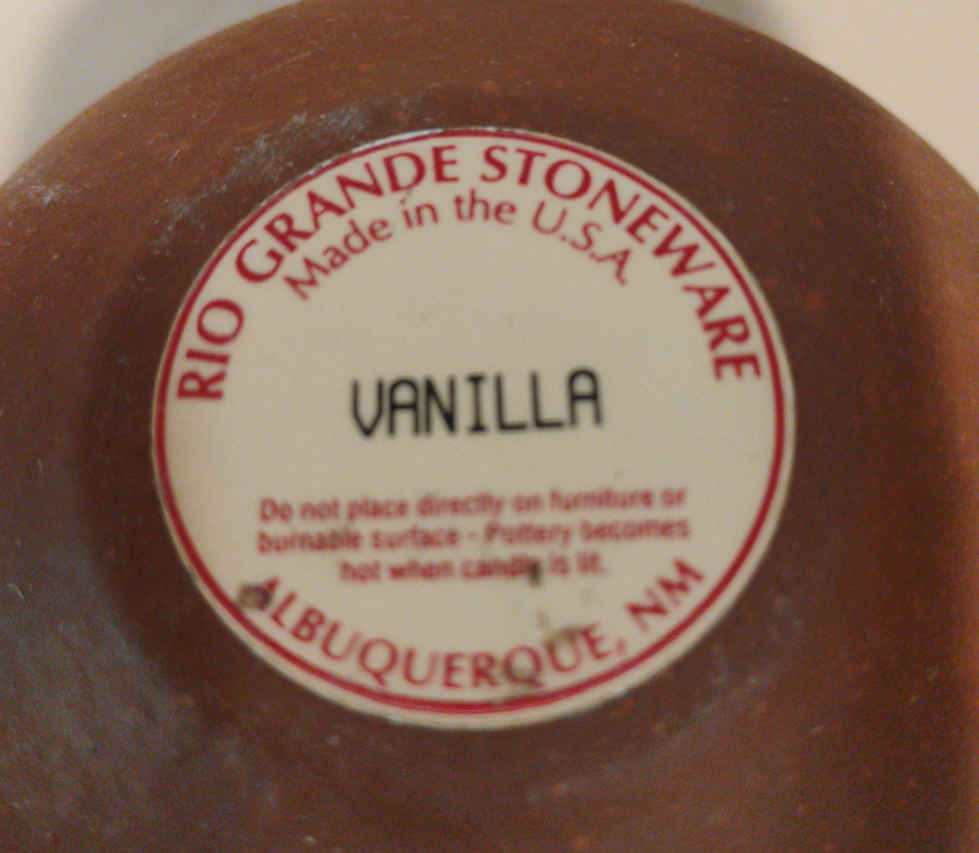 RIO GRANDE STONEWARE
Made in the U.S.A.
VANILLA
Do not place directly on furniture or
burnable surface - Pottery becomes
hot when candle is lit.
ALBUQUERQUE, NM